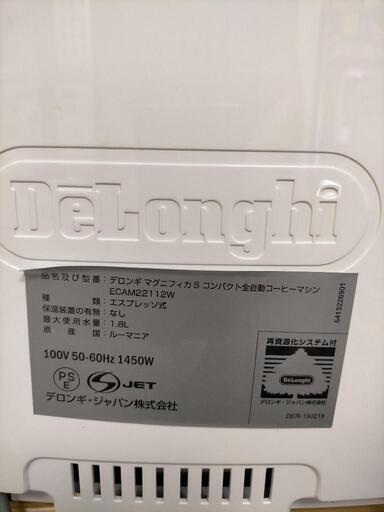 DeLonghi
品名及び型番 : デロンギ マグニフィカS コンパクト全自動コーヒーマシン
ECAM22112W
種類 : エスプレッソ式
保温装置の有無 : なし
最大使用水量 : 1.8L
原産国 : ルーマニア
100V 50-60Hz 1450W
PS
E
S JET
デロンギ・ジャパン株式会社
5413226901
再資源化システム付
DeLonghi
デロンギ・ジャパン株式会社
DER-190218